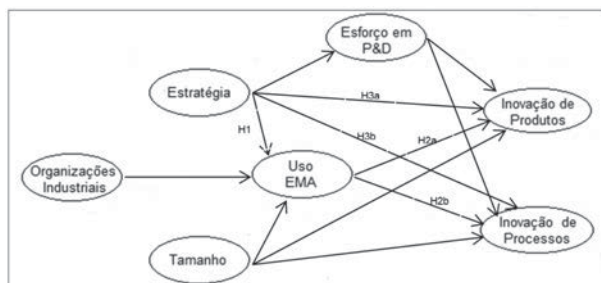 Esforço em
P&D
Estratégia
H3a
Inovação de
Produtos
H1
H3b
H2a
Organizações
Industriais
Uso
EMA
H2b
Inovação de
Processos
Tamanho